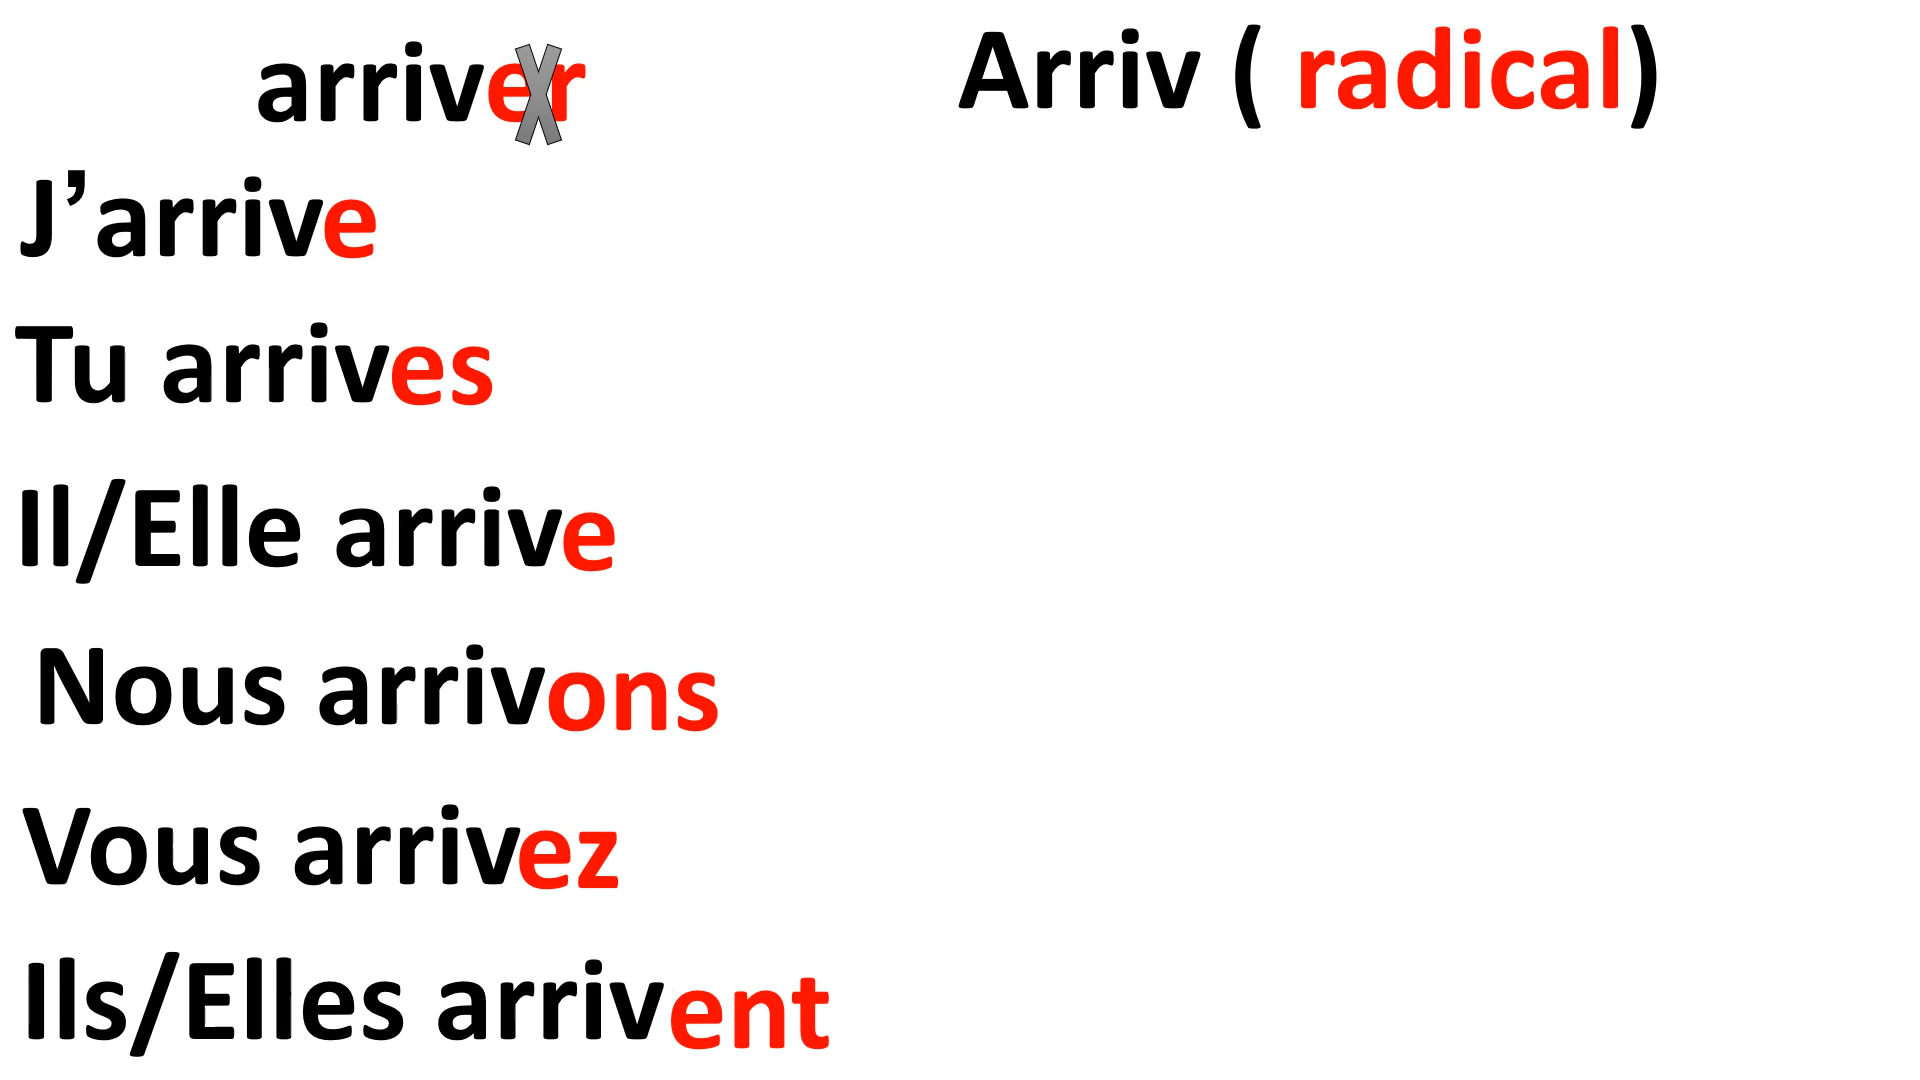 arriver
Arriv ( radical)
J’arrive
Tu arrives
Il/Elle arrive
Nous arrivons
Vous arrivez
Ils/Elles arrivent